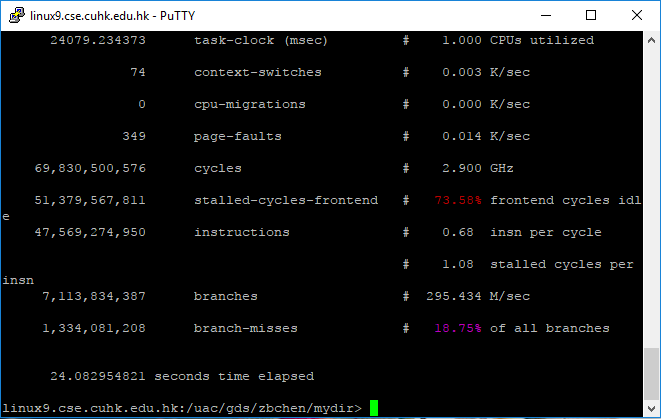 linux9.cse.cuhk.edu.hk - PuTTY
24079.234373 task-clock (msec) # 1.000 CPUs utilized
74 context-switches # 0.003 K/sec
0 cpu-migrations # 0.000 K/sec
349 page-faults # 0.014 K/sec
69,830,500,576 cycles # 2.900 GHz
51,379,567,811 stalled-cycles-frontend # 73.58% frontend cycles idl
e
47,569,274,950 instructions # 0.68 insn per cycle
# 1.08 stalled cycles per
insn
7,113,834,387 branches # 295.434 M/sec
1,334,081,208 branch-misses # 18.75% of all branches
24.082954821 seconds time elapsed
linux9.cse.cuhk.edu.hk:/uac/gds/zbchen/mydir>